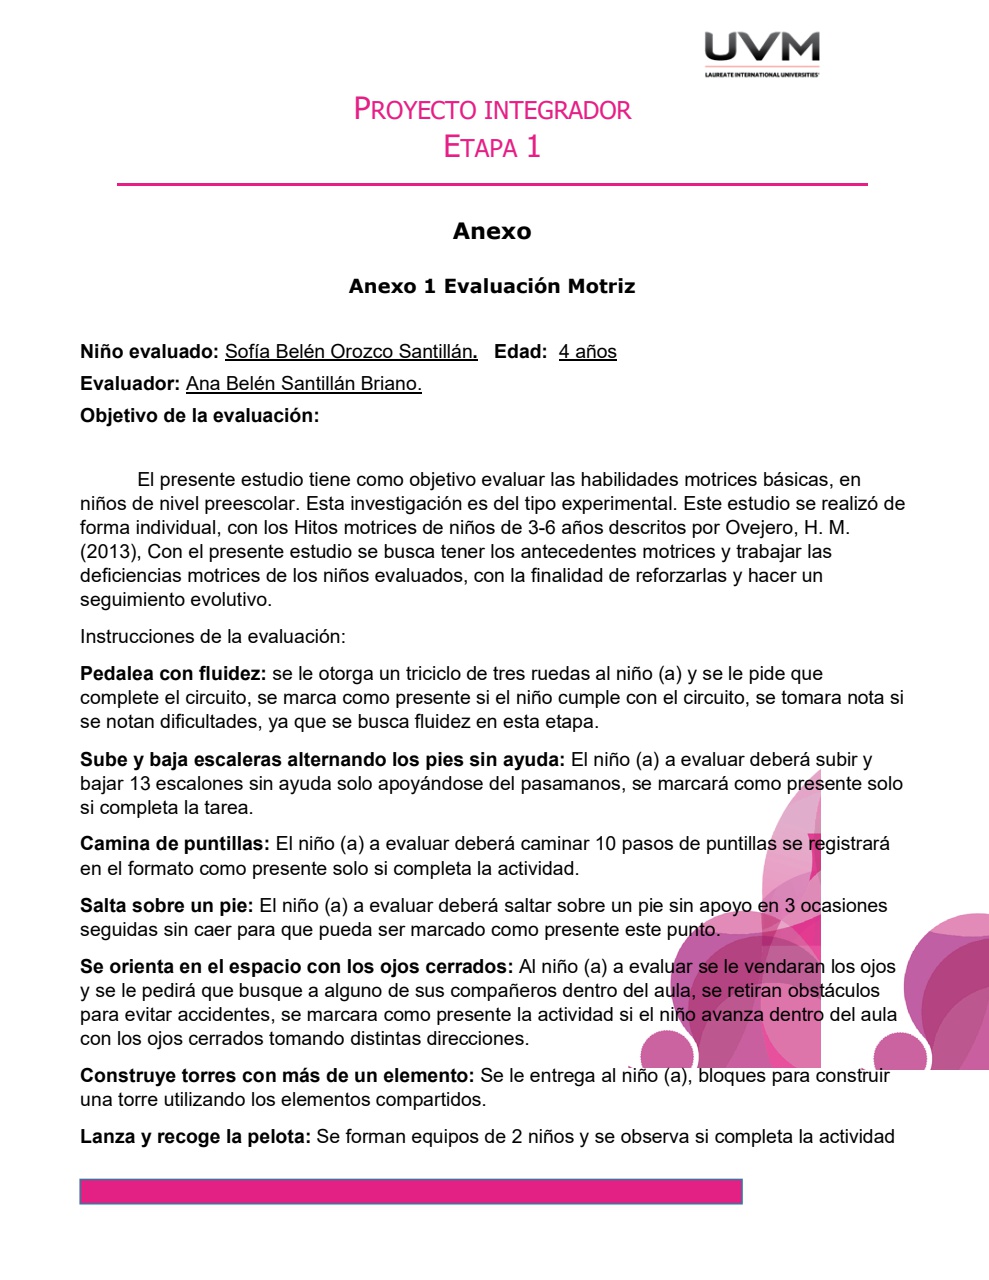 UVM
LAUREATE INTERNATIONAL UNIVERSITIES
PROYECTO INTEGRADOR
ETAPA 1
Anexo
Anexo 1 Evaluación Motriz
Niño evaluado: Sofía Belén Orozco Santillán. Edad: 4 años
Evaluador: Ana Belén Santillán Briano.
Objetivo de la evaluación:
El presente estudio tiene como objetivo evaluar las habilidades motrices básicas, en
niños de nivel preescolar. Esta investigación es del tipo experimental. Este estudio se realizó de
forma individual, con los Hitos motrices de niños de 3-6 años descritos por Ovejero, H. M.
(2013), Con el presente estudio se busca tener los antecedentes motrices y trabajar las
deficiencias motrices de los niños evaluados, con la finalidad de reforzarlas y hacer un
seguimiento evolutivo.
Instrucciones de la evaluación:
Pedalea con fluidez: se le otorga un triciclo de tres ruedas al niño (a) y se le pide que
complete el circuito, se marca como presente si el niño cumple con el circuito, se tomara nota si
se notan dificultades, ya que se busca fluidez en esta etapa.
Sube y baja escaleras alternando los pies sin ayuda: El niño (a) a evaluar deberá subir y
bajar 13 escalones sin ayuda solo apoyándose del pasamanos, se marcará como presente solo
si completa la tarea.
Camina de puntillas: El niño (a) a evaluar deberá caminar 10 pasos de puntillas se registrará
en el formato como presente solo si completa la actividad.
Salta sobre un pie: El niño (a) a evaluar deberá saltar sobre un pie sin apoyo en 3 ocasiones
seguidas sin caer para que pueda ser marcado como presente este punto.
Se orienta en el espacio con los ojos cerrados: Al niño (a) a evaluar se le vendaran los ojos
y se le pedirá que busque a alguno de sus compañeros dentro del aula, se retiran obstáculos
para evitar accidentes, se marcara como presente la actividad si el niño avanza dentro del aula
con los ojos cerrados tomando distintas direcciones.
Construye torres con más de un elemento: Se le entrega al niño (a), bloques para construir
una torre utilizando los elementos compartidos.
Lanza y recoge la pelota: Se forman equipos de 2 niños y se observa si completa la actividad